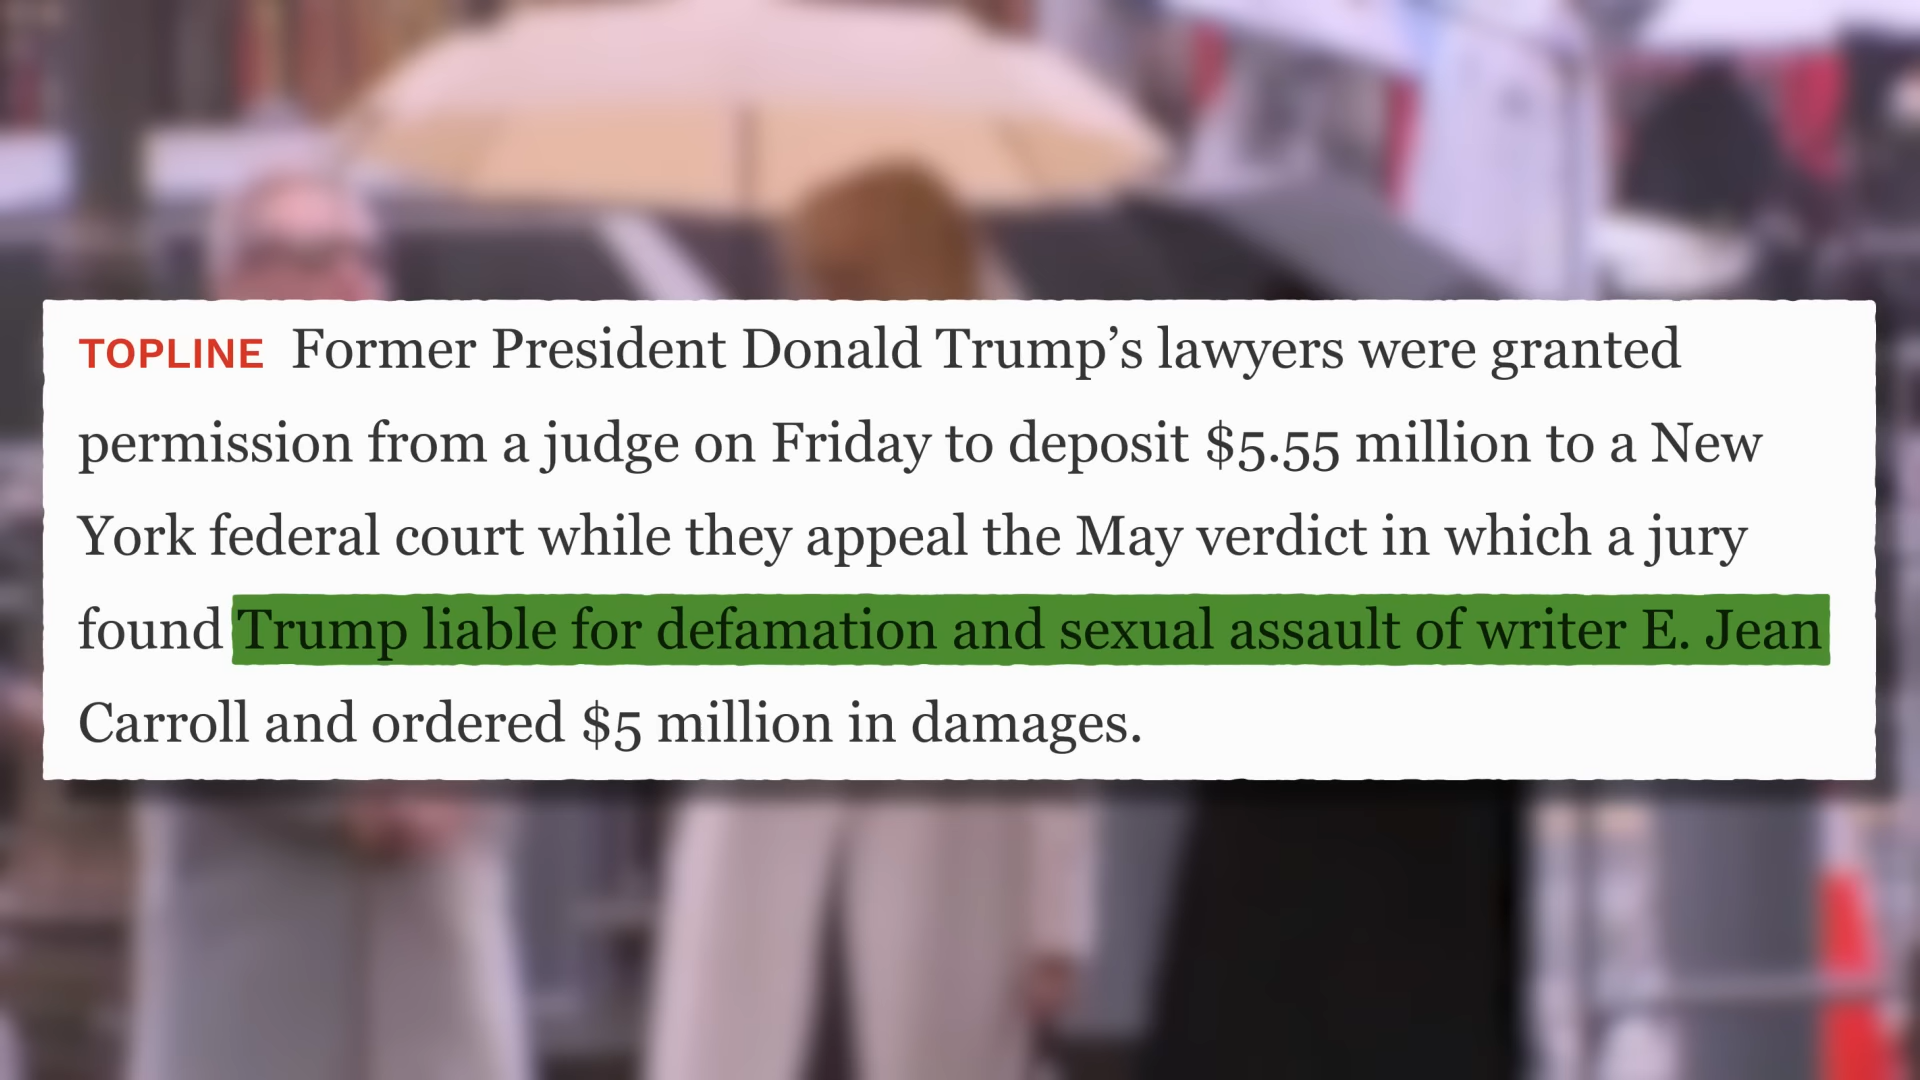 TOPLINE Former President Donald Trump’s lawyers were granted
permission from a judge on Friday to deposit $5.55 million to a New
York federal court while they appeal the May verdict in which a jury
found Trump liable for defamation and sexual assault of writer E. Jean
Carroll and ordered $5 million in damages.